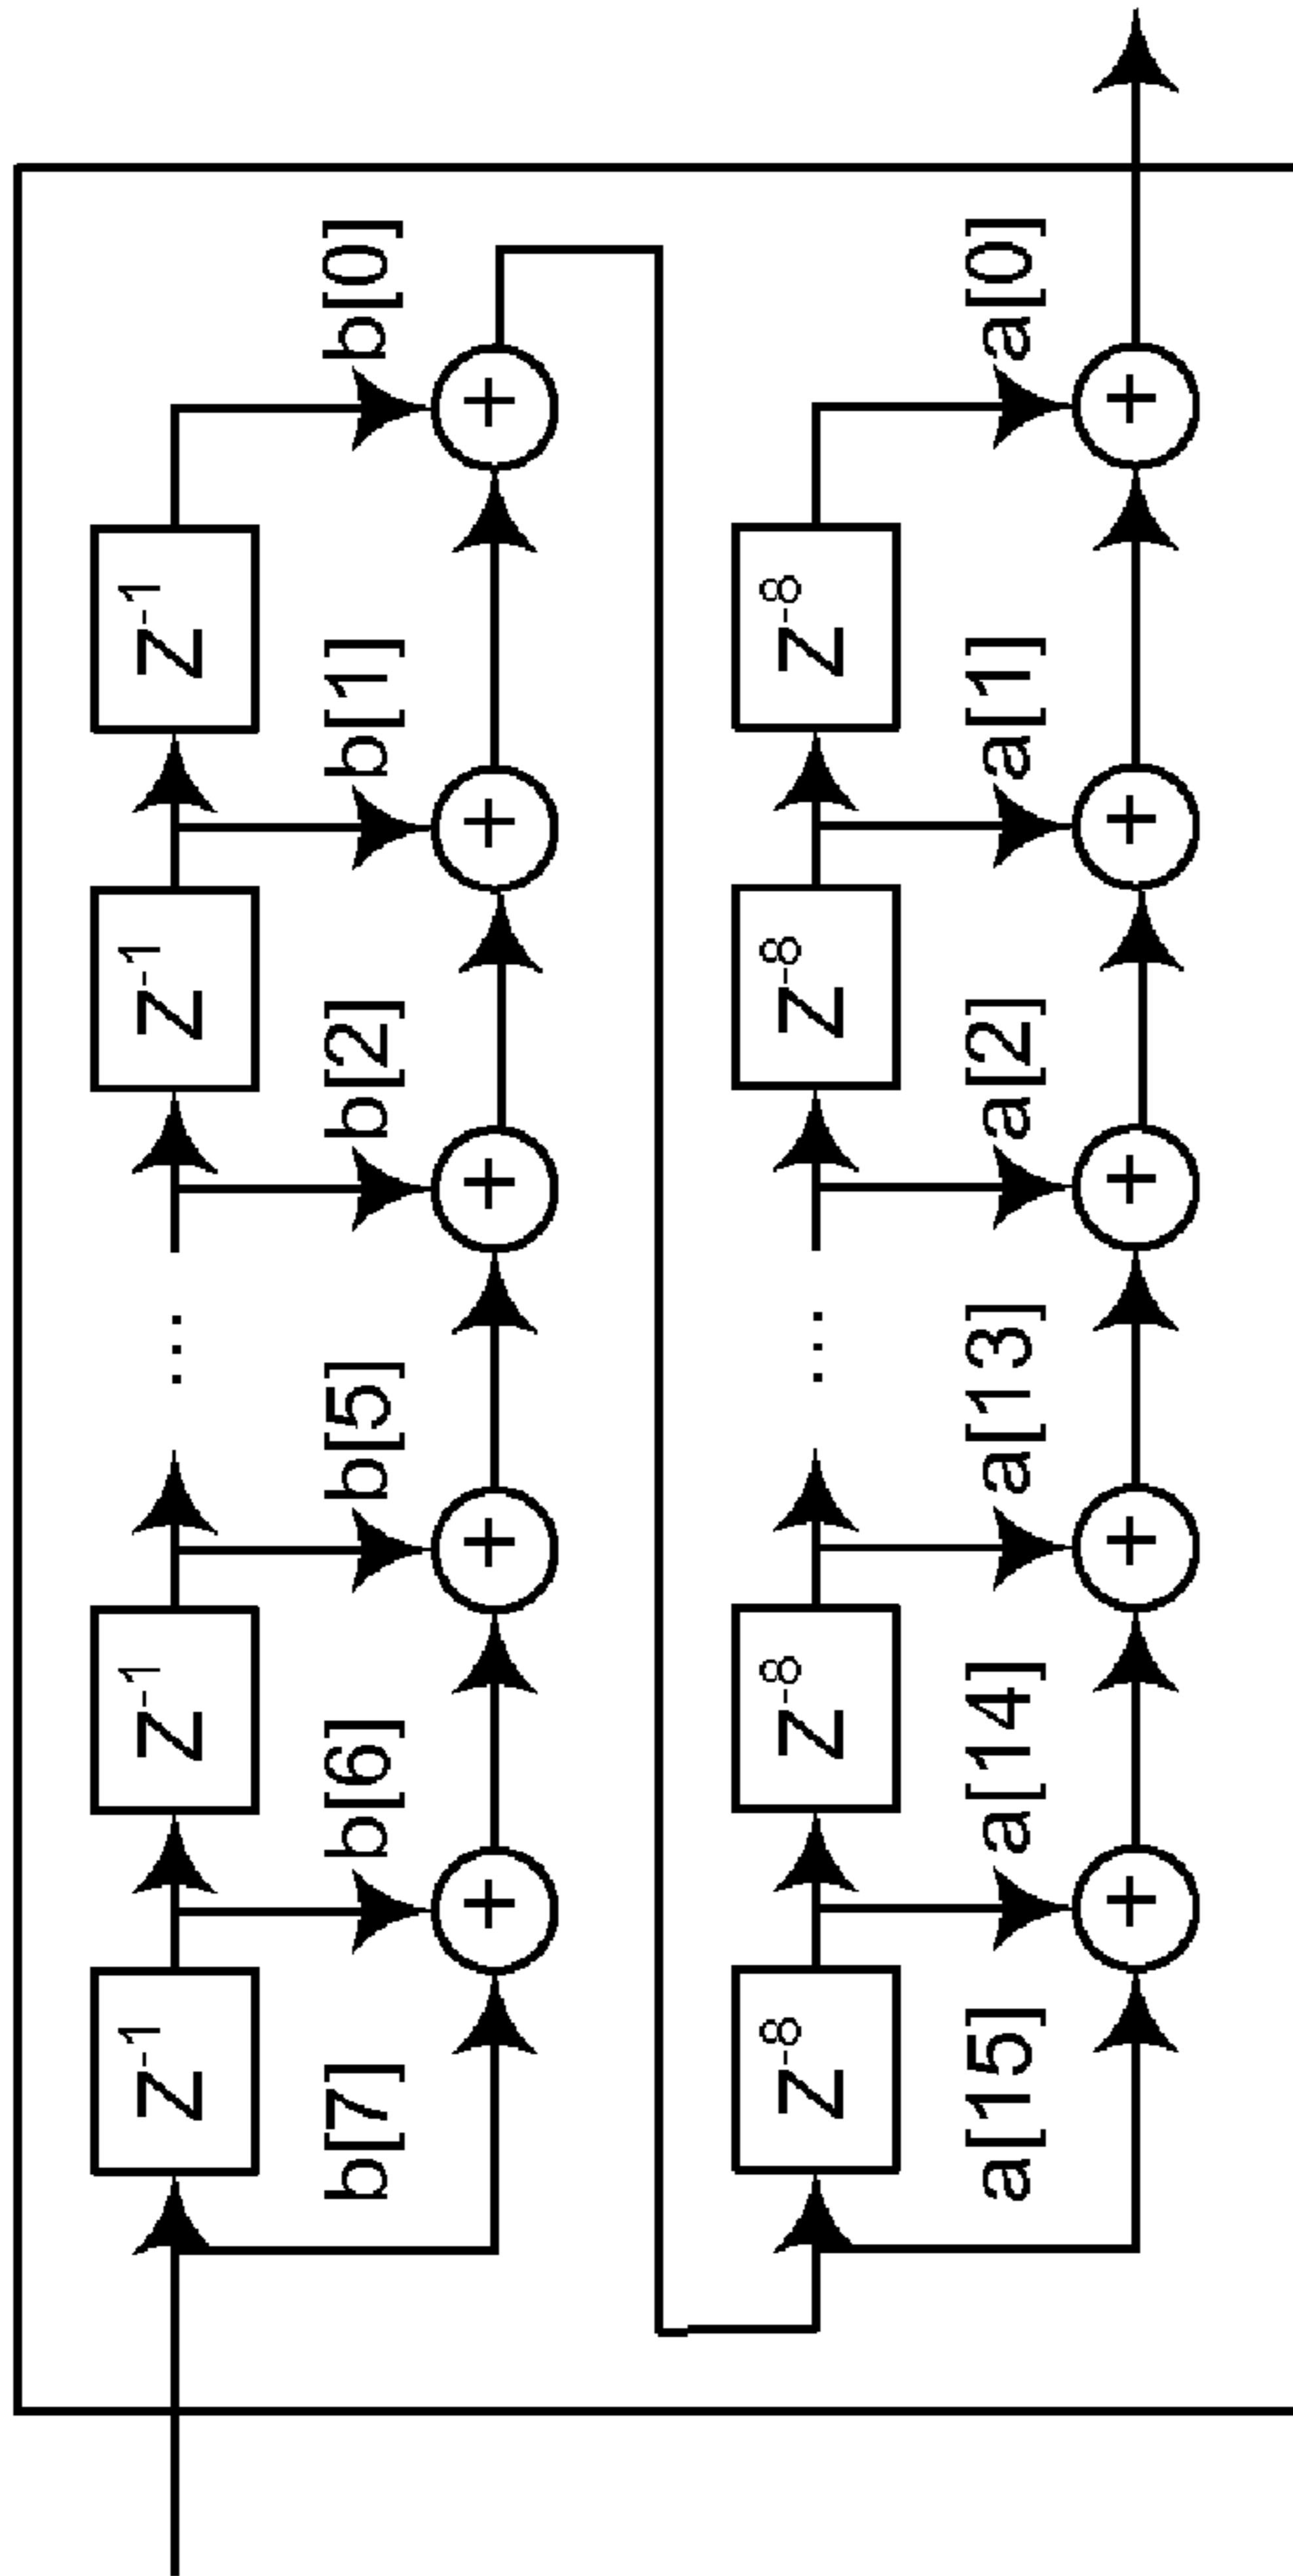 Z-1 Z-1 ... Z-1 Z-1
b[7] b[6] b[5] b[2] b[1] b[0]
+ + + + +
Z-8 Z-8 ... Z-8 Z-8
a[15] a[14] a[13] a[2] a[1] a[0]
+ + + + +